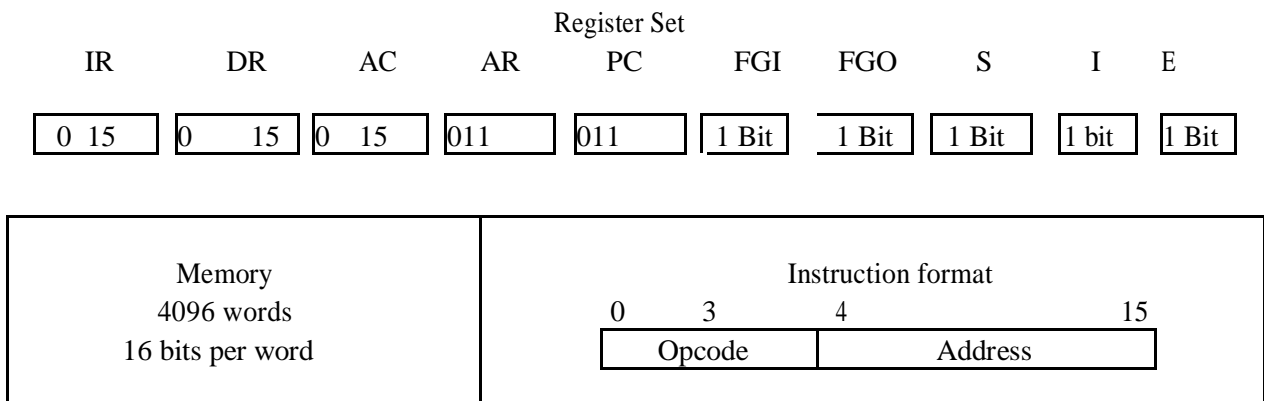 Register Set
IR DR AC AR PC FGI FGO S I E
0 15 0 15 0 15 011 011 1 Bit 1 Bit 1 Bit 1 bit 1 Bit
Memory
4096 words
16 bits per word
Instruction format
0 3 4 15
Opcode Address